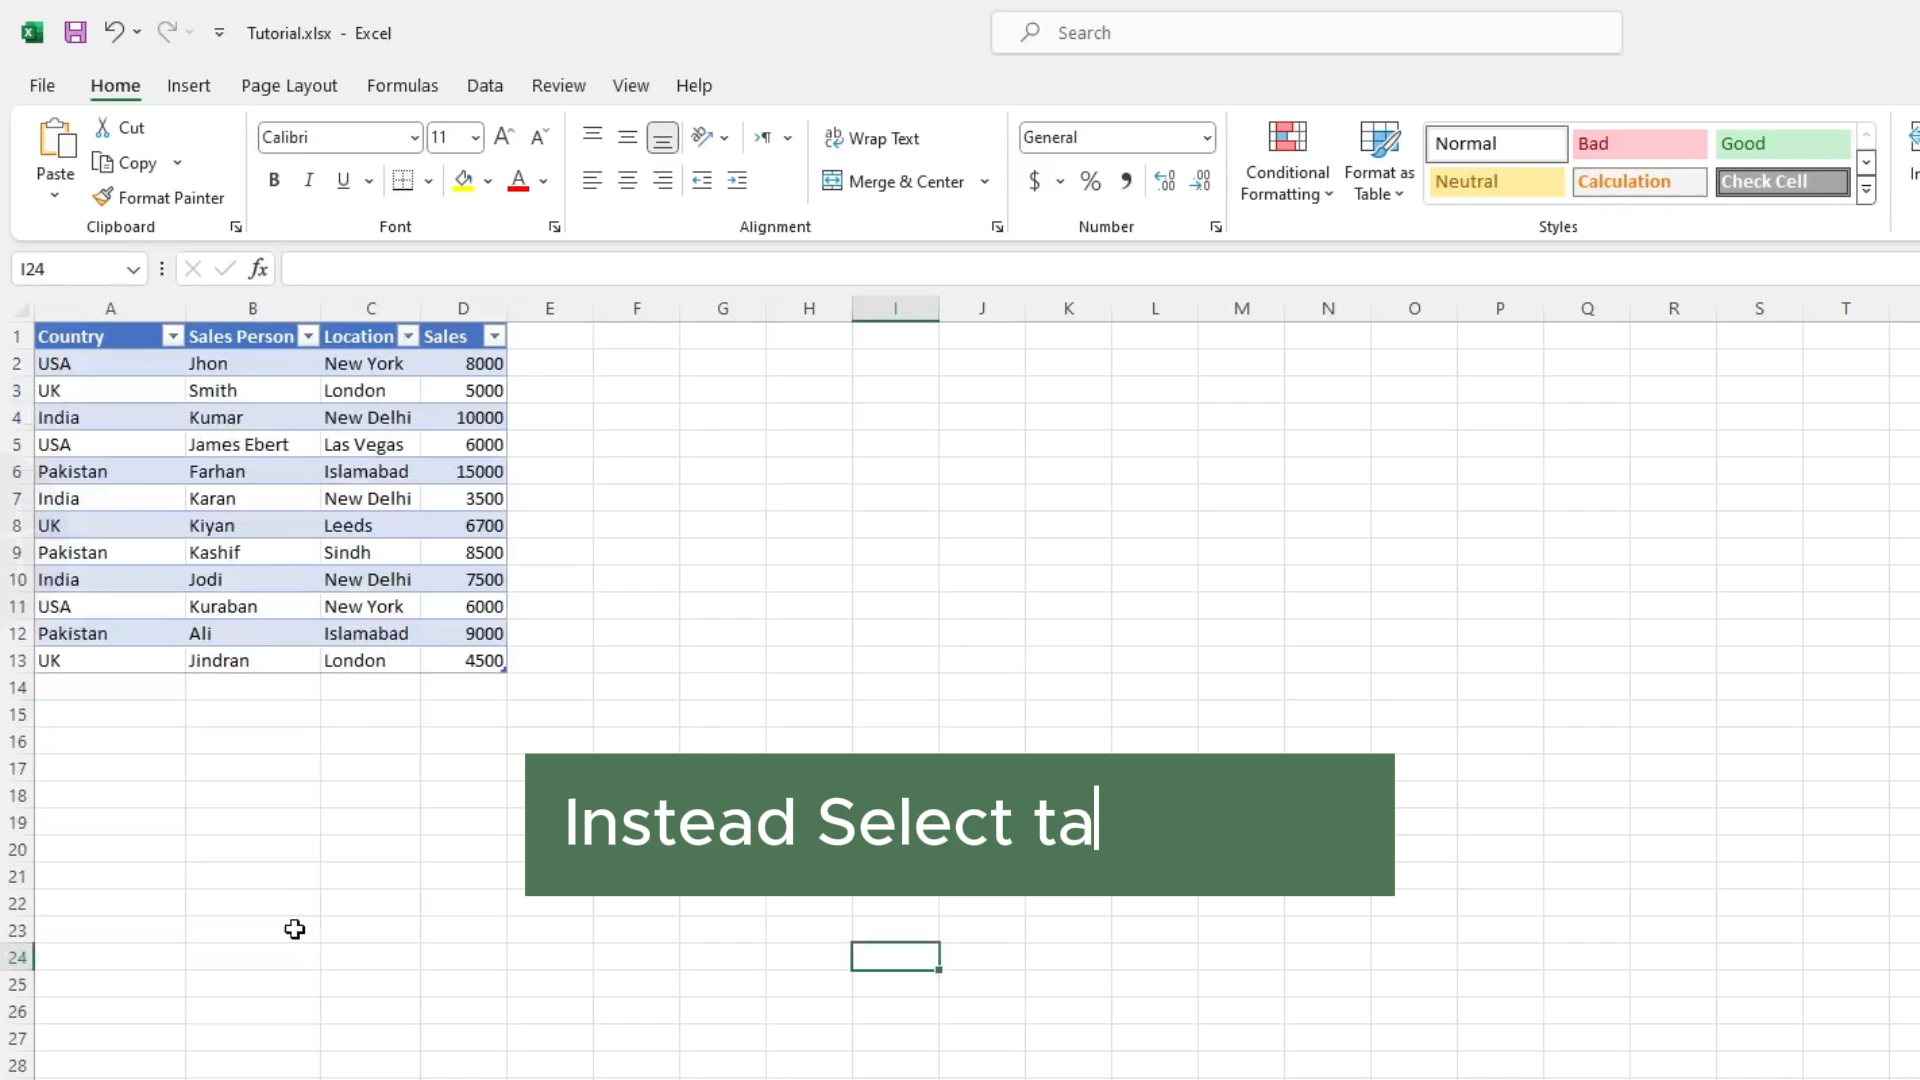 Tutorial.xlsx - Excel
Search
File Home Insert Page Layout Formulas Data Review View Help
Paste
Cut
Copy
Format Painter
Clipboard
Calibri 11
B I U
Font
Wrap Text
Merge & Center
Alignment
General
$ % 9
Number
Conditional Formatting
Format as Table
Normal Bad Good
Neutral Calculation Check Cell
Styles
I24
fx
A B C D E F G H I J K L M N O P Q R S T
1 Country Sales Person Location Sales
2 USA Jhon New York 8000
3 UK Smith London 5000
4 India Kumar New Delhi 10000
5 USA James Ebert Las Vegas 6000
6 Pakistan Farhan Islamabad 15000
7 India Karan New Delhi 3500
8 UK Kiyan Leeds 6700
9 Pakistan Kashif Sindh 8500
10 India Jodi New Delhi 7500
11 USA Kuraban New York 6000
12 Pakistan Ali Islamabad 9000
13 UK Jindran London 4500
14
15
16
17
18
19
20
21
22
23
24
25
26
27
28
Instead Select ta